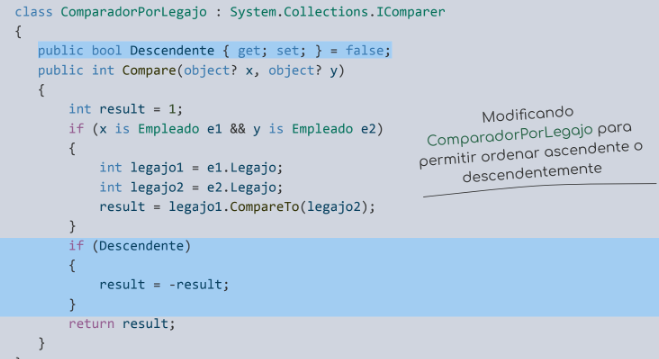 class ComparadorPorLegajo : System.Collections.IComparer
{
    public bool Descendente { get; set; } = false;
    public int Compare(object? x, object? y)
    {
        int result = 1;
        if (x is Empleado e1 && y is Empleado e2)
        {
            int legajo1 = e1.Legajo;
            int legajo2 = e2.Legajo;
            result = legajo1.CompareTo(legajo2);
        }
        if (Descendente)
        {
            result = -result;
        }
        return result;
    }
Modificando
ComparadorPorLegajo para
permitir ordenar ascendente o
descendentemente